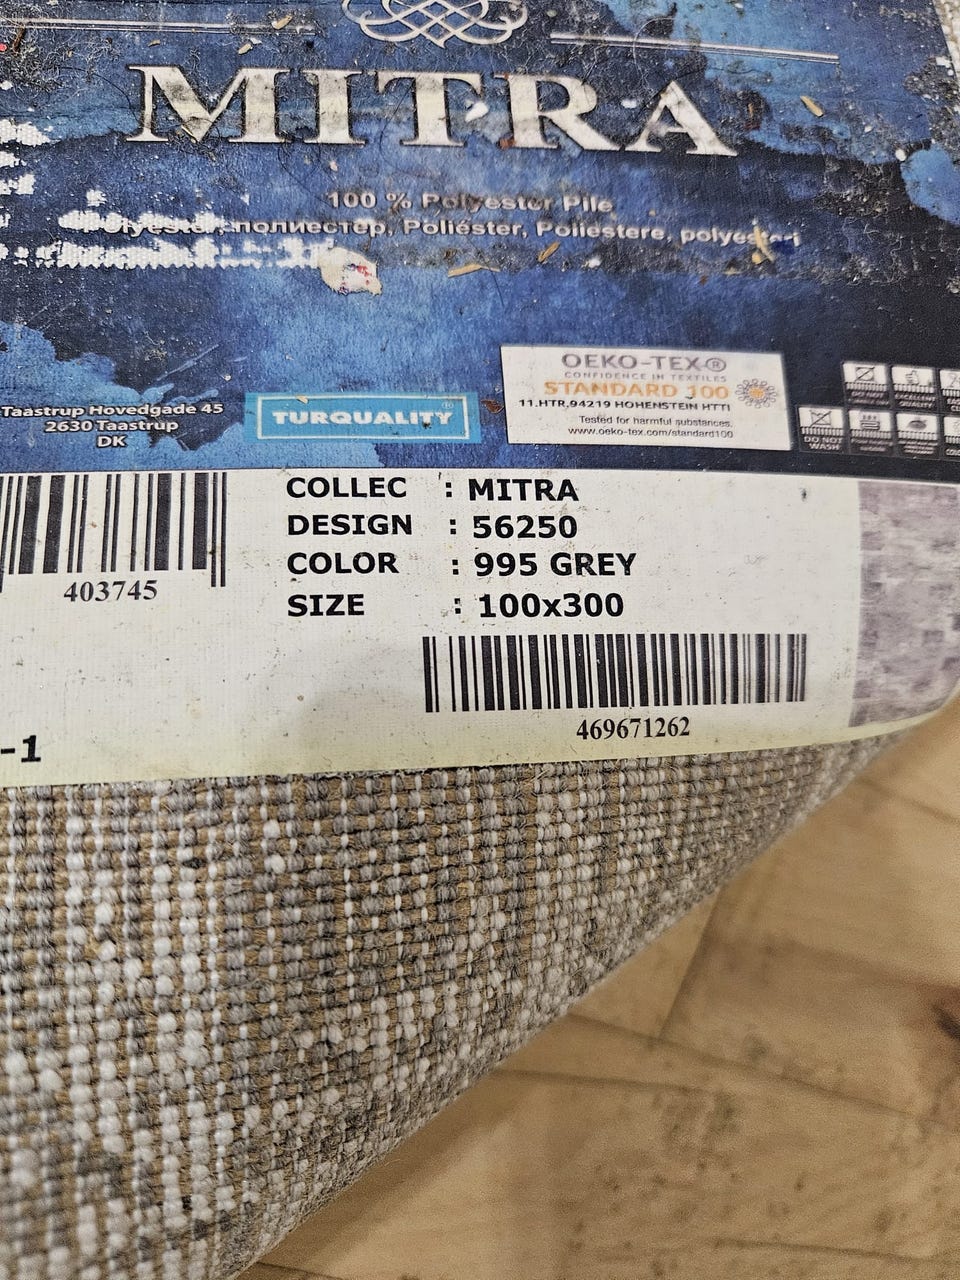 MITRA
100 % Polyester Pile
полиестер, Poliéster, Poliestere,
Taastrup Hovedgade 45
2630 Taastrup
DK
TURQUALITY®
OEKO-TEX®
CONFIDENCE IN TEXTILES
STANDARD 100
11.HTR.94219 HOHENSTEIN HTTI
Tested for harmful substances.
www.oeko-tex.com/standard100
EXCELLENT
QUALITY
DO NOT
WASH
COLLEC : MITRA
DESIGN : 56250
COLOR : 995 GREY
SIZE : 100x300
403745
469671262
-1